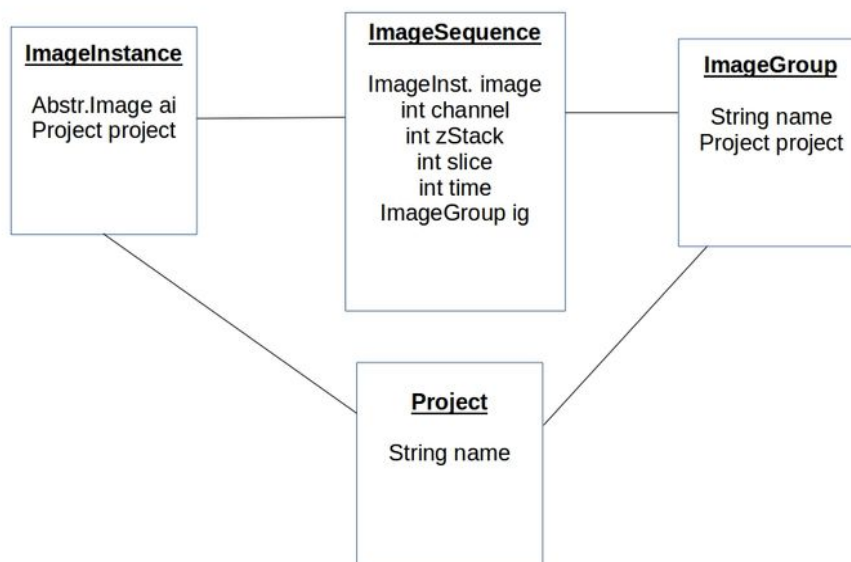 ImageInstance
Abstr.Image ai
Project project
ImageSequence
ImageInst. image
int channel
int zStack
int slice
int time
ImageGroup ig
ImageGroup
String name
Project project
Project
String name